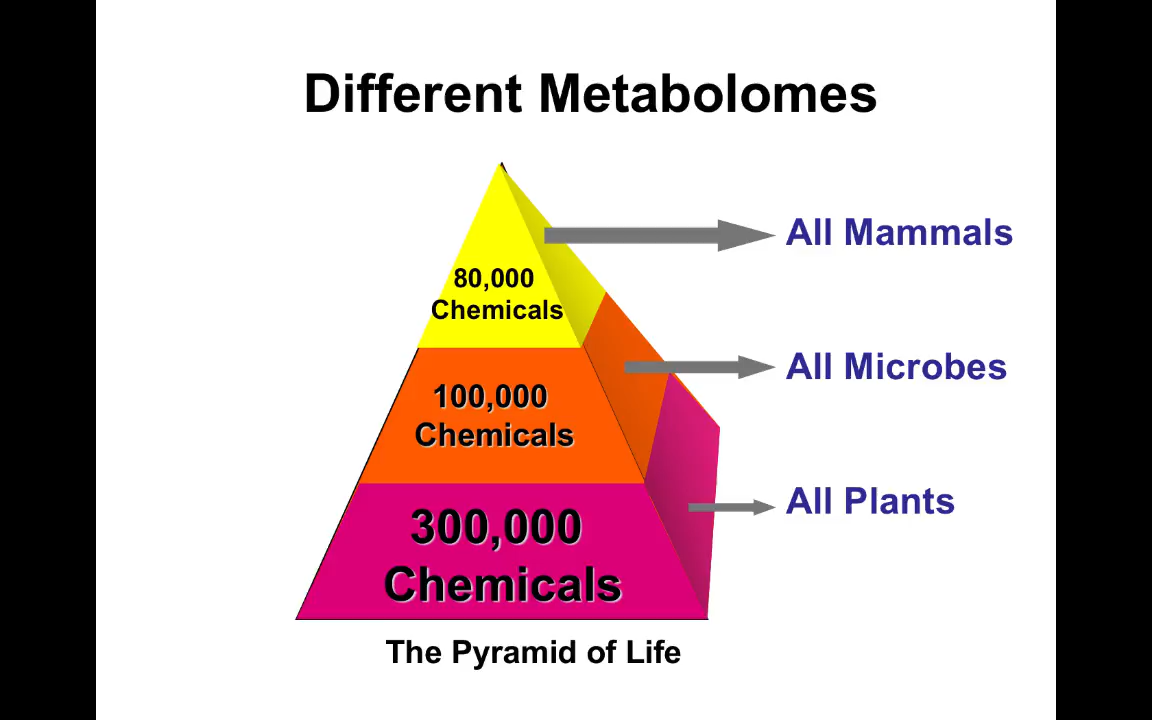 Different Metabolomes
All Mammals
80,000
Chemicals
All Microbes
100,000
Chemicals
All Plants
300,000
Chemicals
The Pyramid of Life